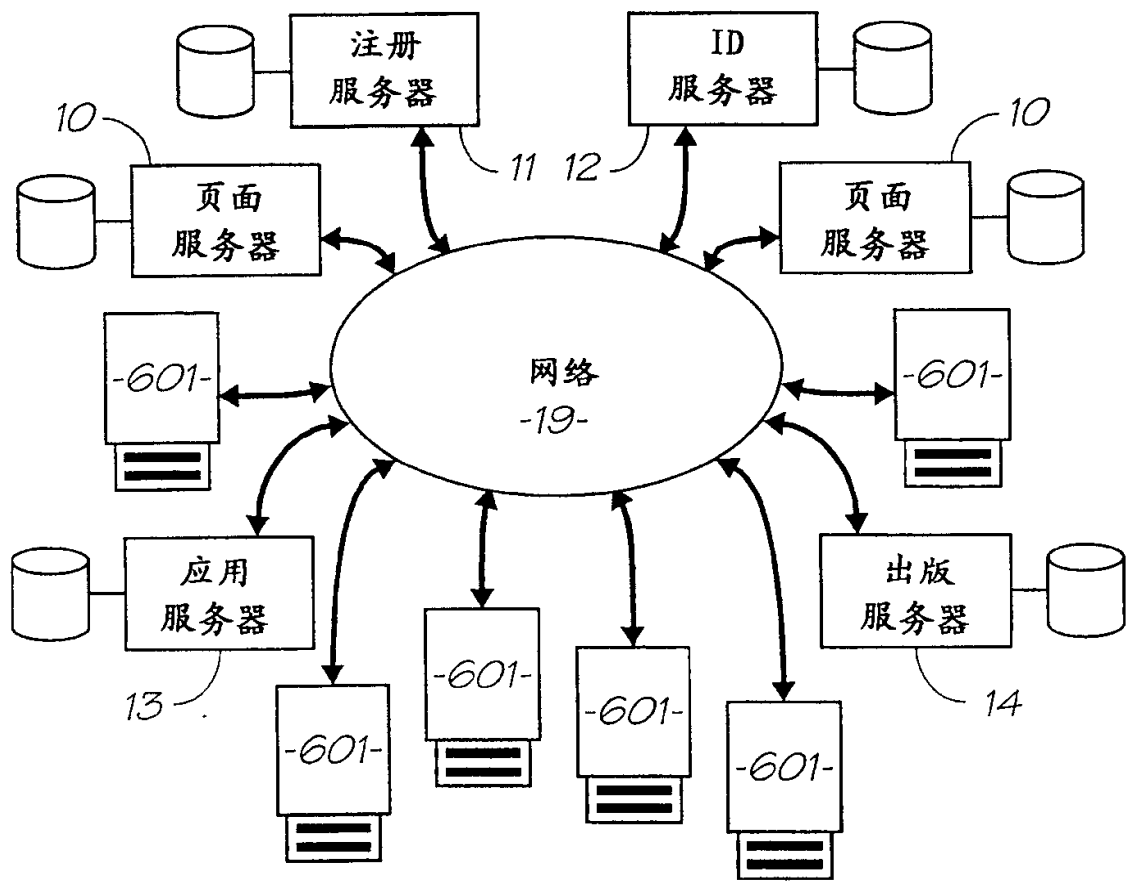 注册
服务器
ID
服务器
10
11
12
10
页面
服务器
页面
服务器
-601-
网络
-19-
-601-
应用
服务器
出版
服务器
13
-601-
-601-
-601-
-601-
14